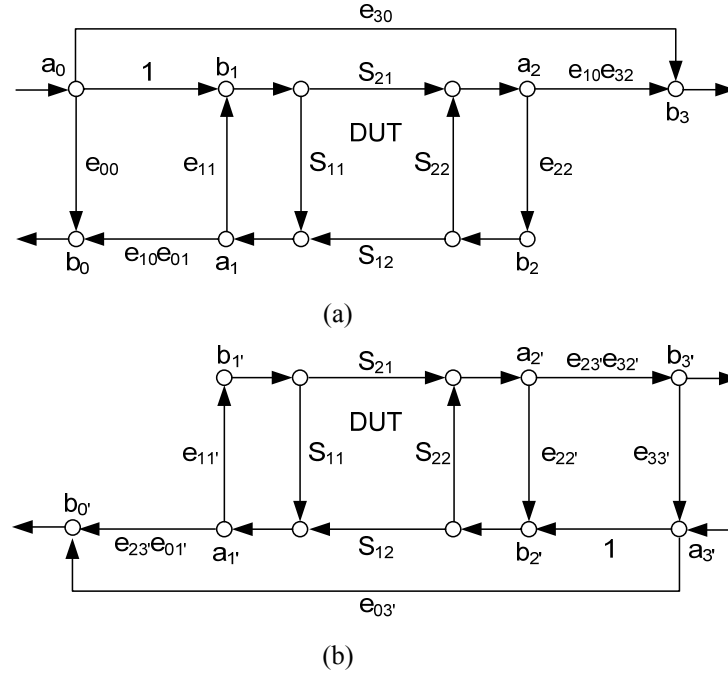 e30
a0 1 b1 S21 a2 e10e32
b3
DUT
e00 e11 S11 S22 e22
b0 e10e01 a1 S12 b2
(a)
b1' S21 a2' e23'e32' b3'
DUT
e11' S11 S22 e22' e33'
b0'
e23'e01' a1' S12 b2' 1 a3'
e03'
(b)